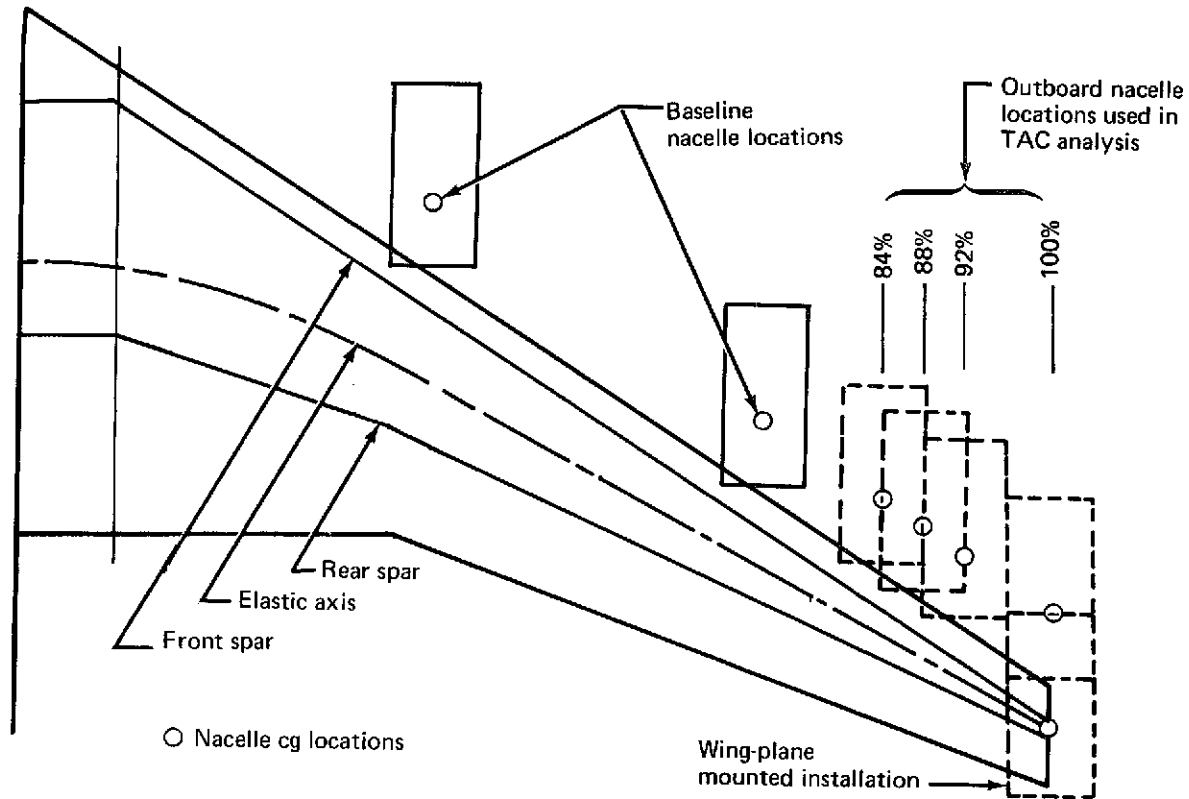 Baseline
nacelle locations
Outboard nacelle
locations used in
TAC analysis
84%
88%
92%
100%
Rear spar
Elastic axis
Front spar
Nacelle cg locations
Wing-plane
mounted installation